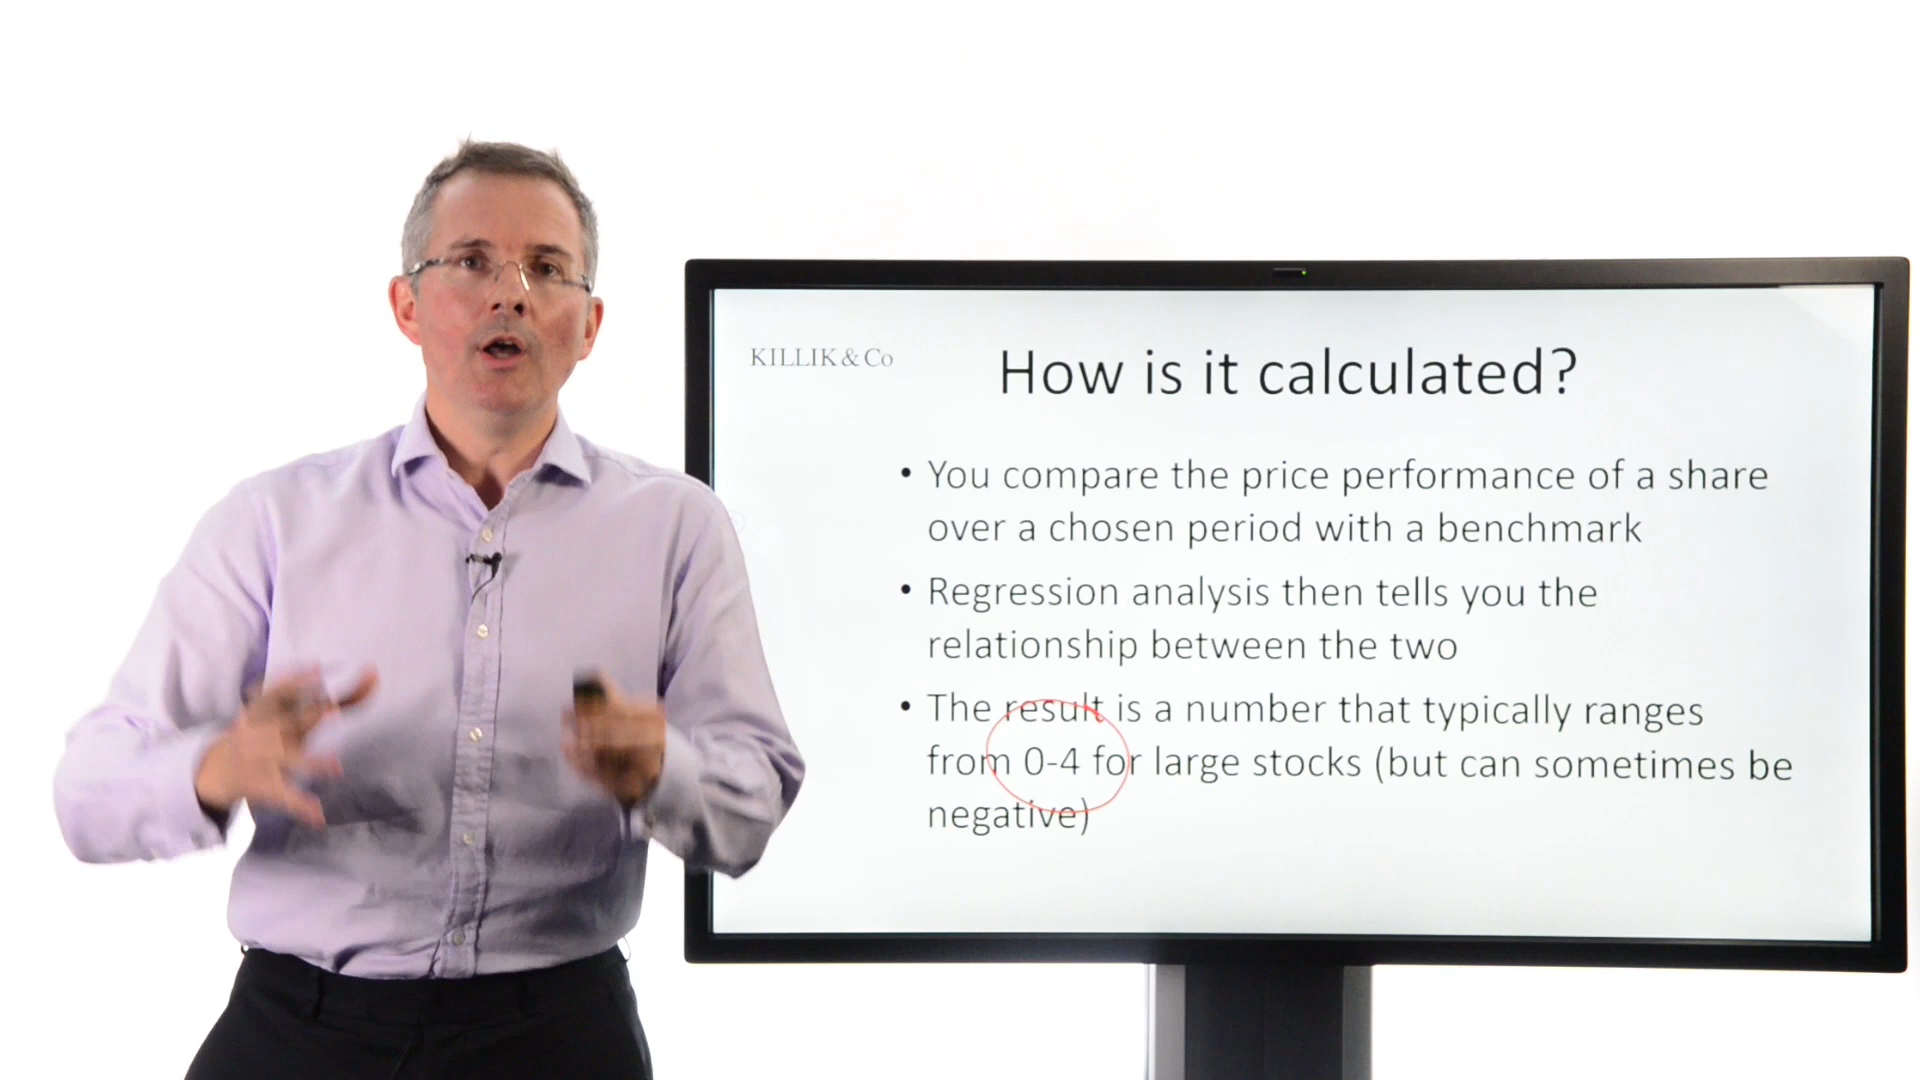 KILLIK & Co
How is it calculated?
• You compare the price performance of a share
over a chosen period with a benchmark
• Regression analysis then tells you the
relationship between the two
• The result is a number that typically ranges
from 0-4 for large stocks (but can sometimes be
negative)